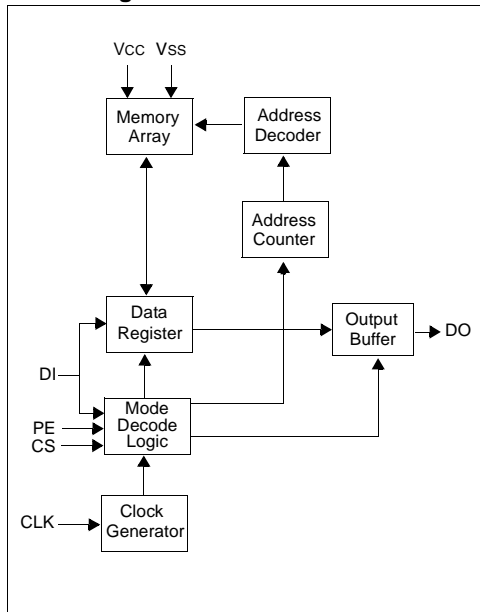 VCC VSS
Memory
Array
Address
Decoder
Address
Counter
Data
Register
Output
Buffer
DO
DI
Mode
Decode
Logic
PE
CS
CLK
Clock
Generator